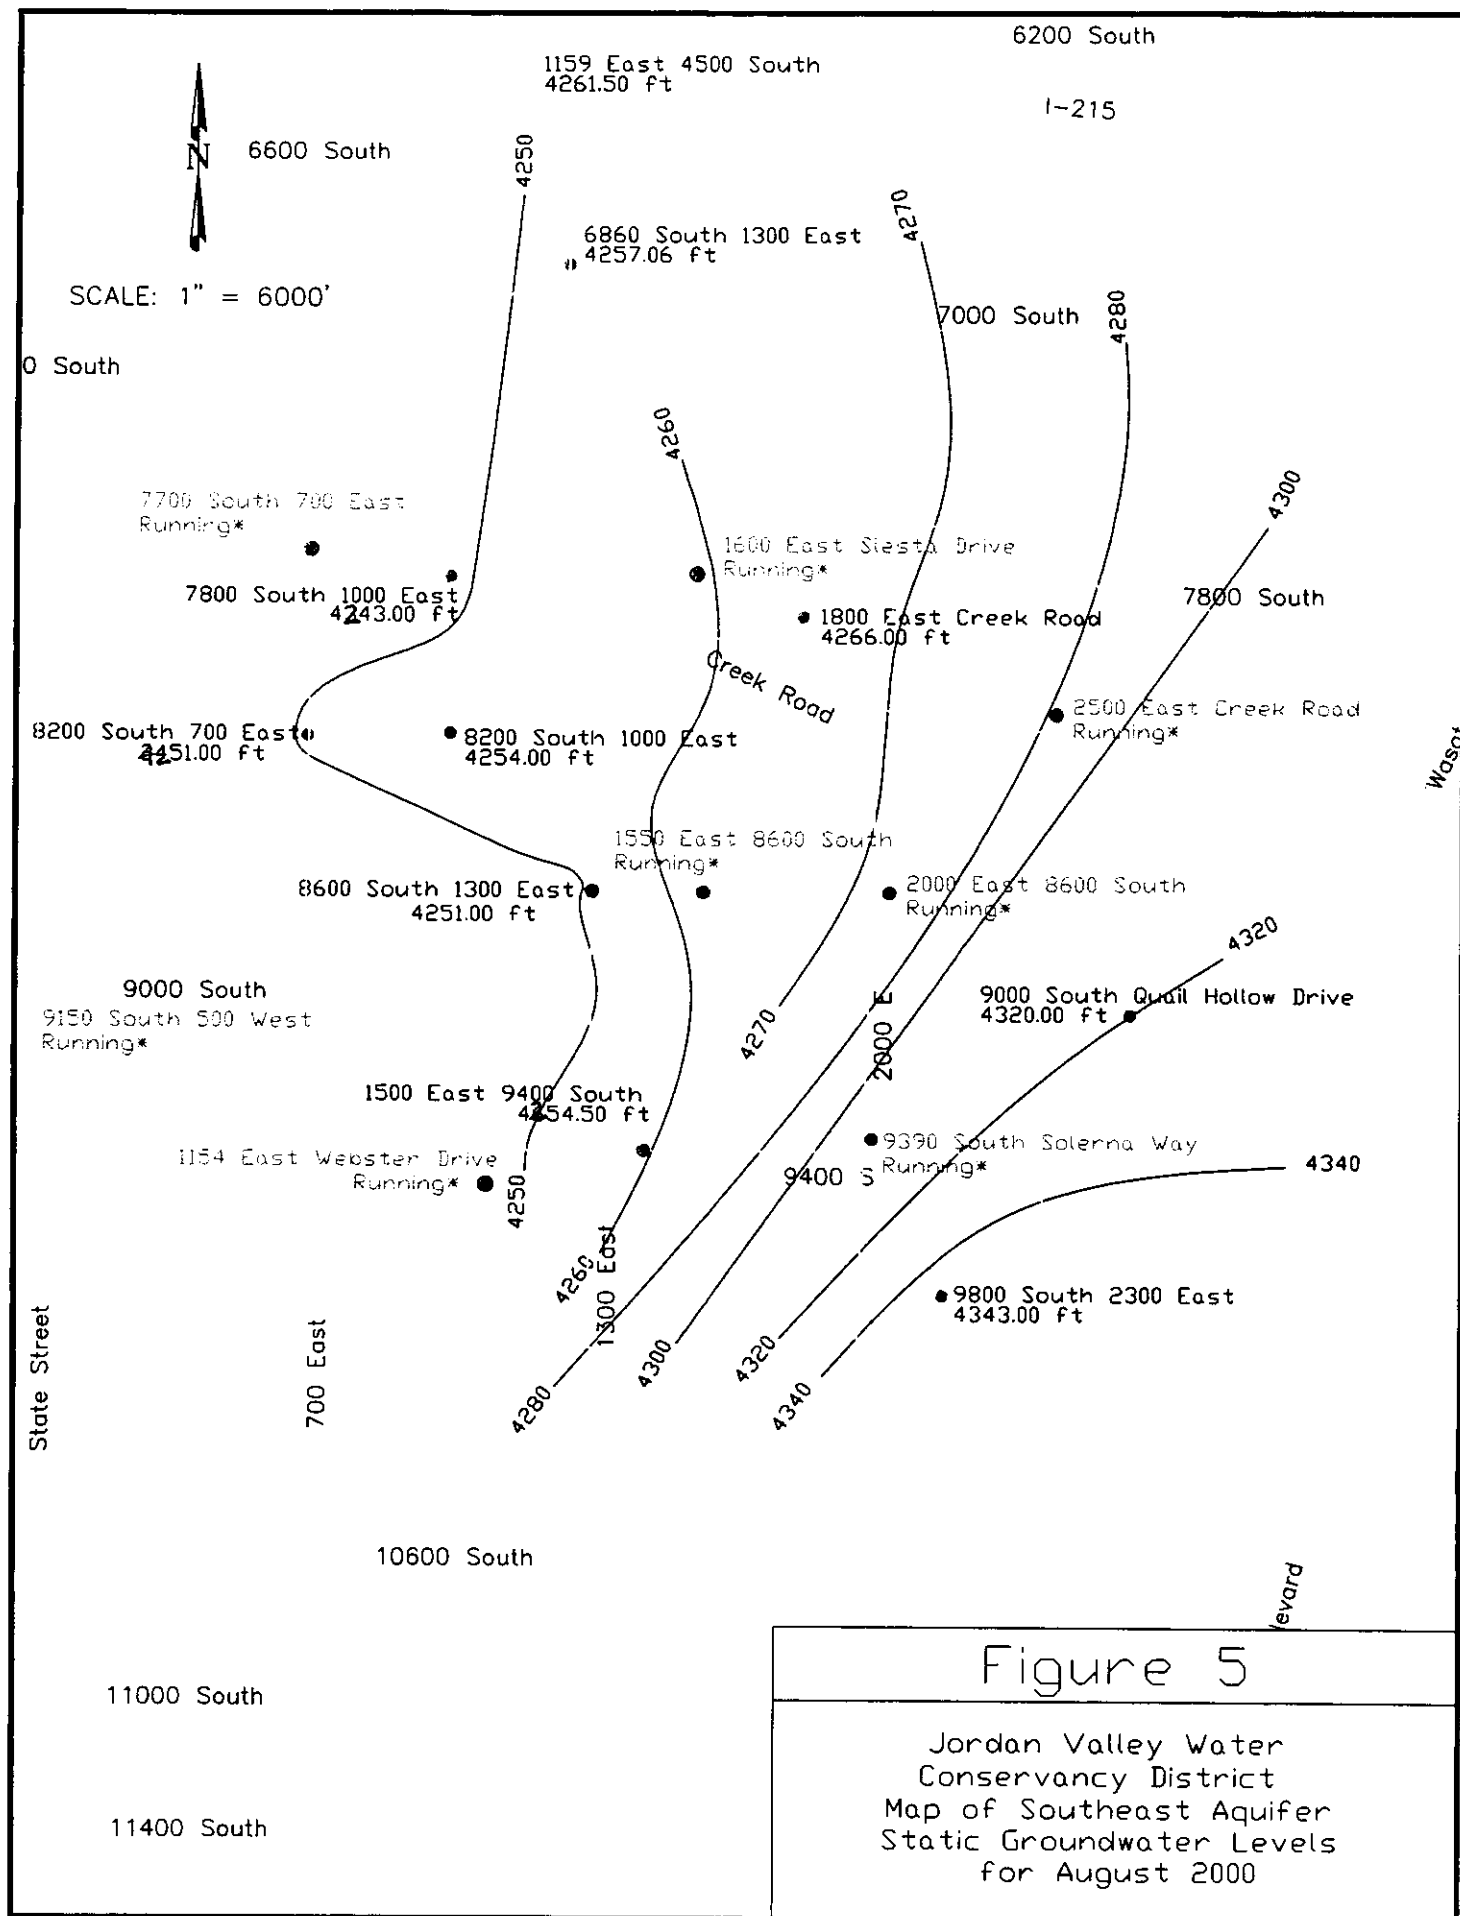 6200 South
1159 East 4500 South
4261.50 ft
I-215
N
6600 South
4250
4270
6860 South 1300 East
4257.06 ft
SCALE: 1" = 6000'
7000 South
4280
0 South
4260
4300
7700 South 700 East
Running*
1600 East Siesta Drive
Running*
7800 South 1000 East
4243.00 ft
7800 South
1800 East Creek Road
4266.00 ft
Creek Road
2500 East Creek Road
Running*
8200 South 700 East
51.00 ft
8200 South 1000 East
4254.00 ft
Wasat
1550 East 8600 South
Running*
8600 South 1300 East
4251.00 ft
2000 East 8600 South
Running*
4320
9000 South
9000 South Quail Hollow Drive
4320.00 ft
9150 South 500 West
Running*
4270
2000 E
1500 East 9400 South
4254.50 ft
1154 East Webster Drive
Running*
9390 South Solerna Way
Running*
9400 S
4340
4250
4260
1300 East
9800 South 2300 East
4343.00 ft
State Street
700 East
4280
4300
4320
4340
10600 South
levard
Figure 5
11000 South
Jordan Valley Water
Conservancy District
Map of Southeast Aquifer
Static Groundwater Levels
for August 2000
11400 South